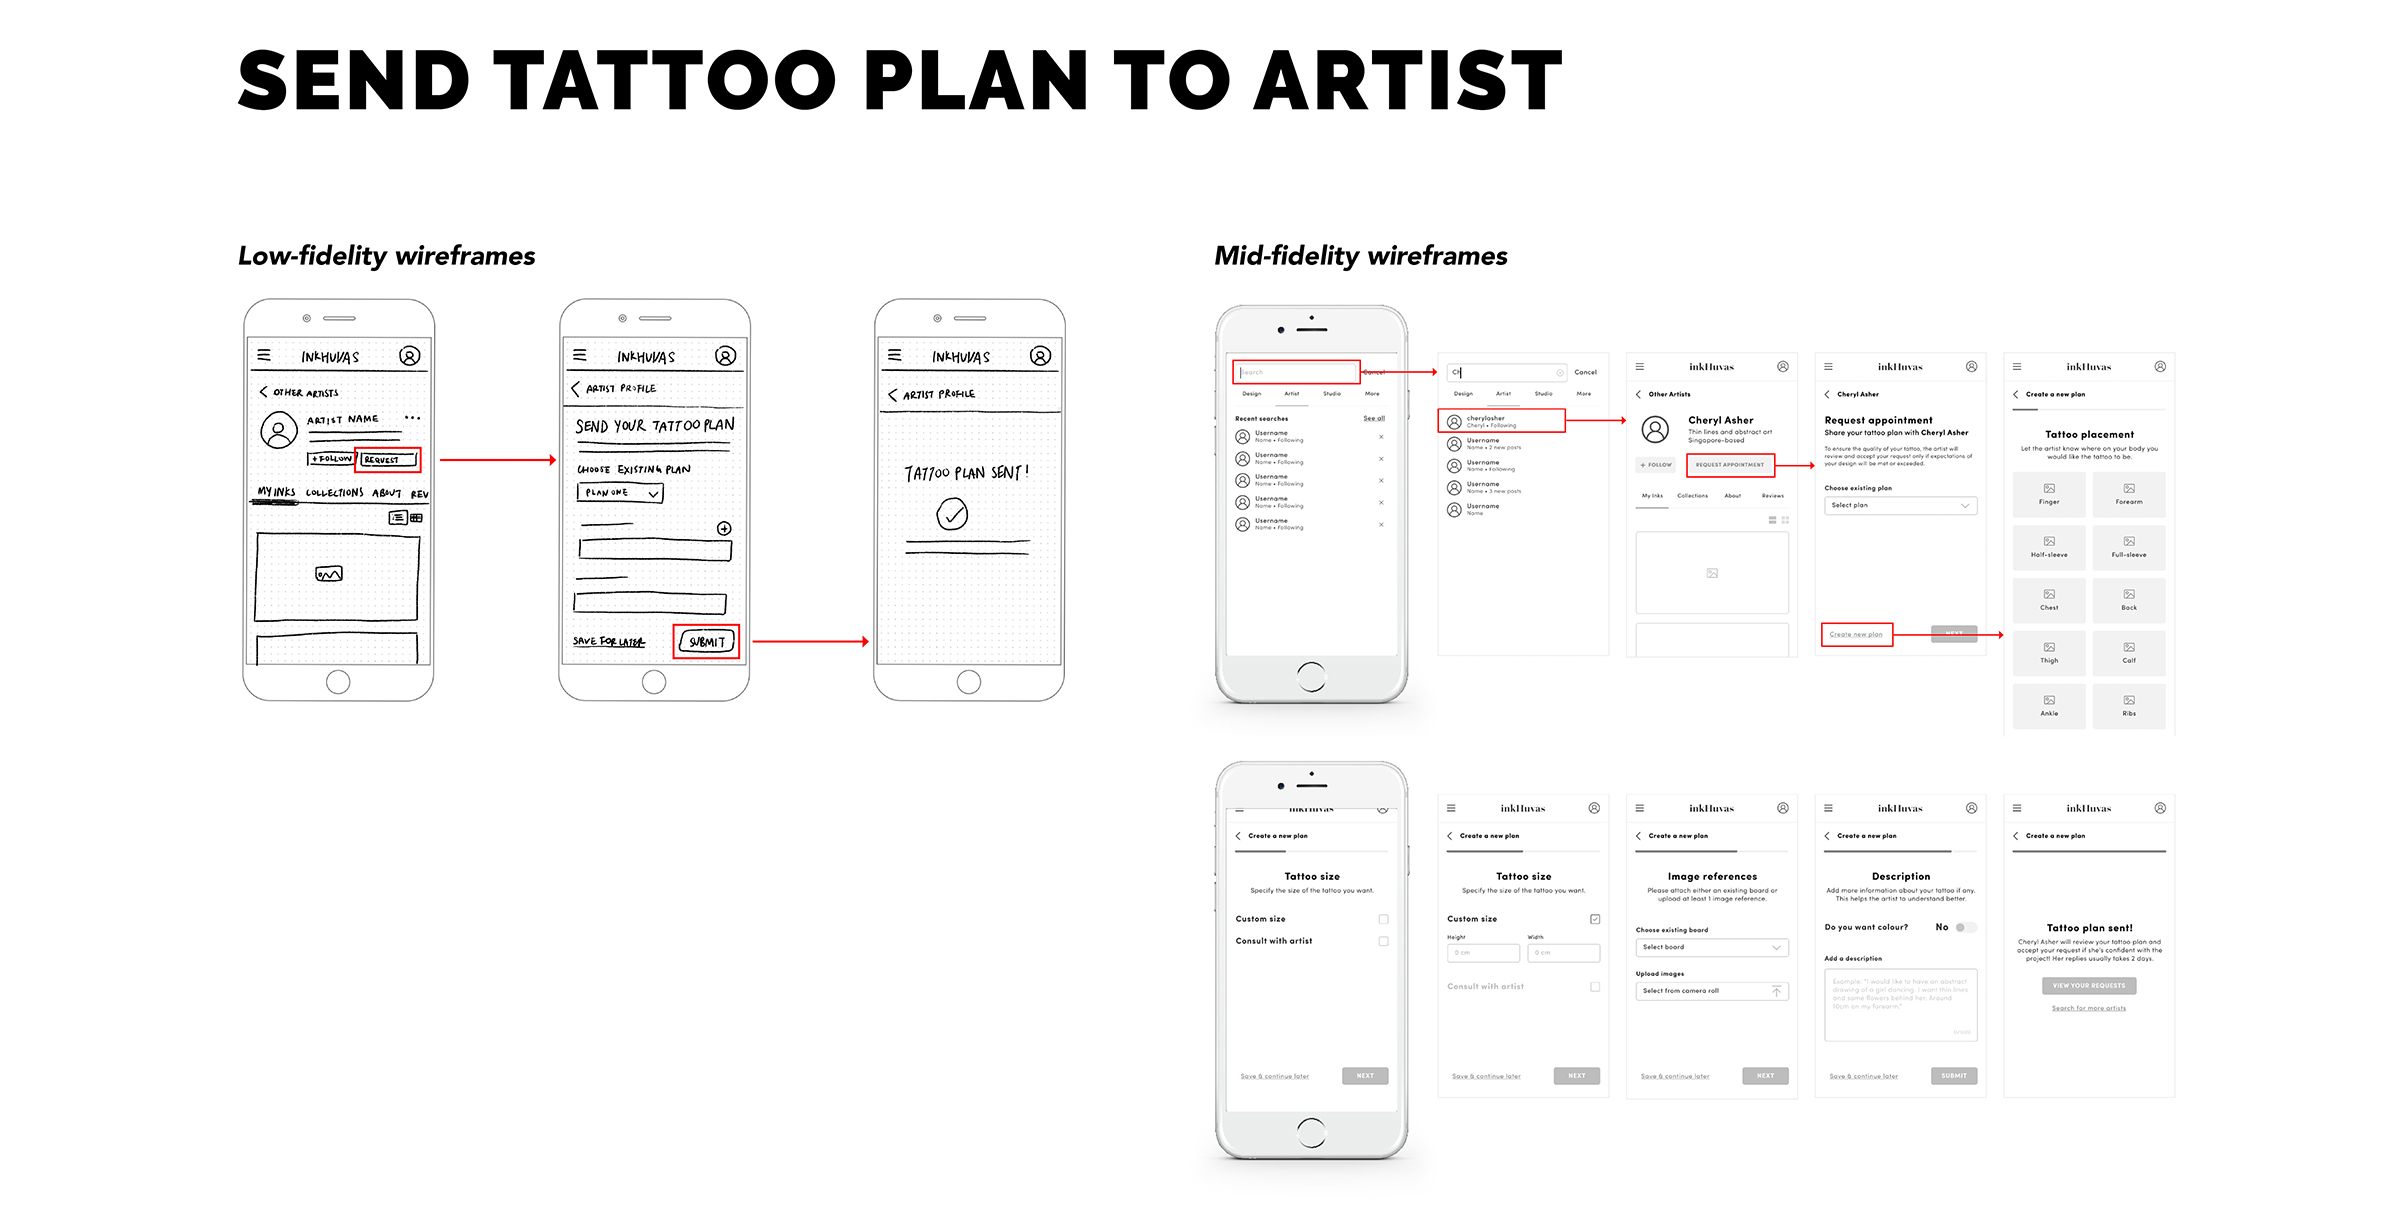 SEND TATTOO PLAN TO ARTIST
Low-fidelity wireframes
INKHUVAS
OTHER ARTISTS
ARTIST NAME
+ FOLLOW
REQUEST
MY INKS COLLECTIONS ABOUT REV
INKHUVAS
ARTIST PROFILE
SEND YOUR TATTOO PLAN
CHOOSE EXISTING PLAN
PLAN ONE
SAVE FOR LATER
SUBMIT
INKHUVAS
ARTIST PROFILE
TATTOO PLAN SENT!
Mid-fidelity wireframes
Search
Cancel
Design Artist Studio More
Recent searches See all
Username
Name • Following
Username
Name • Following
Username
Name • Following
Username
Name • Following
Username
Name • Following
Ch
Cancel
Design Artist Studio More
cherylasher
Cheryl • Following
Username
Name • 2 new posts
Username
Name • Following
Username
Name • 3 new posts
Username
Name
inkHuvas
Other Artists
Cheryl Asher
Thin lines and abstract art
Singapore-based
+ FOLLOW
REQUEST APPOINTMENT
My Inks Collections About Reviews
inkHuvas
Cheryl Asher
Request appointment
Share your tattoo plan with Cheryl Asher
To ensure the quality of your tattoo, the artist will
review and accept your request only if expectations of
your design will be met or exceeded.
Choose existing plan
Select plan
Create new plan
NEXT
inkHuvas
Create a new plan
Tattoo placement
Let the artist know where on your body you
would like the tattoo to be.
Finger Forearm
Half-sleeve Full-sleeve
Chest Back
Thigh Calf
Ankle Ribs
inkHuvas
Create a new plan
Tattoo size
Specify the size of the tattoo you want.
Custom size
Consult with artist
Save & continue later
NEXT
inkHuvas
Create a new plan
Tattoo size
Specify the size of the tattoo you want.
Custom size
Height Width
0 cm 0 cm
Consult with artist
Save & continue later
NEXT
inkHuvas
Create a new plan
Image references
Please attach either an existing board or
upload at least 1 image reference.
Choose existing board
Select board
Upload images
Select from camera roll
Save & continue later
NEXT
inkHuvas
Create a new plan
Description
Add more information about your tattoo if any.
This helps the artist to understand better.
Do you want colour? No
Add a description
Example: "I would like to have an abstract
drawing of a girl dancing. I want thin lines
and some flowers behind her. Around
10cm on my forearm."
Save & continue later
SUBMIT
inkHuvas
Create a new plan
Tattoo plan sent!
Cheryl Asher will review your tattoo plan and
accept your request if she's confident with the
project! Her replies usually takes 2 days.
VIEW YOUR REQUESTS
Search for more artists